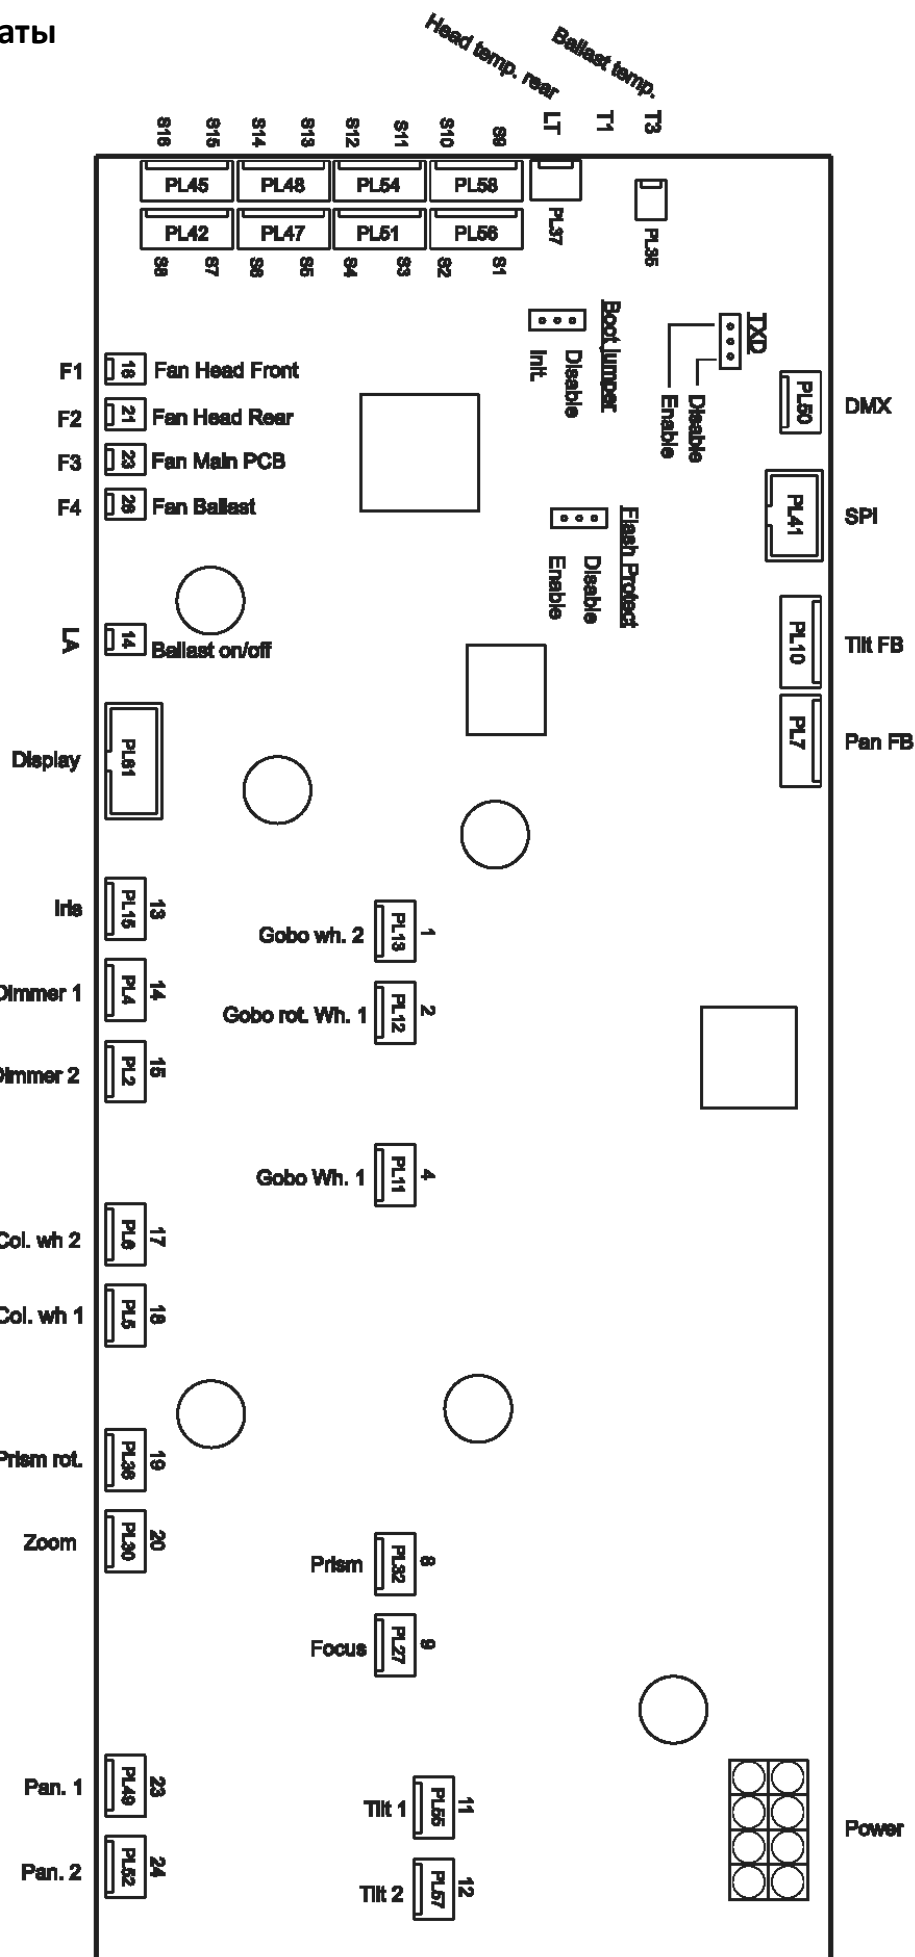 аты
Head temp. rear
Ballast temp.
S16 S15 S14 S13 S12 S11 S10 S9 LT T1 T3
PL45 PL48 PL54 PL58
PL42 PL47 PL51 PL56
PL37 PL35
S8 S7 S6 S5 S4 S3 S2 S1
Boot jumper
Init. Disable
TXD
Enable Disable
F1 18 Fan Head Front
F2 21 Fan Head Rear
F3 23 Fan Main PCB
F4 26 Fan Ballast
PL50 DMX
PL41 SPI
Flash Protect
Enable Disable
LA 14 Ballast on/off
PL10 Tilt FB
PL7 Pan FB
Display PL61
Iris PL15 13
Gobo wh. 2 PL13 1
Dimmer 1 PL4 14
Gobo rot. Wh. 1 PL12 2
Dimmer 2 PL2 15
Gobo Wh. 1 PL11 4
Col. wh 2 PL6 17
Col. wh 1 PL5 18
Prism rot. PL36 19
Zoom PL30 20
Prism PL32 8
Focus PL27 9
Pan. 1 PL49 23
Tilt 1 PL55 11
Power
Pan. 2 PL52 24
Tilt 2 PL57 12